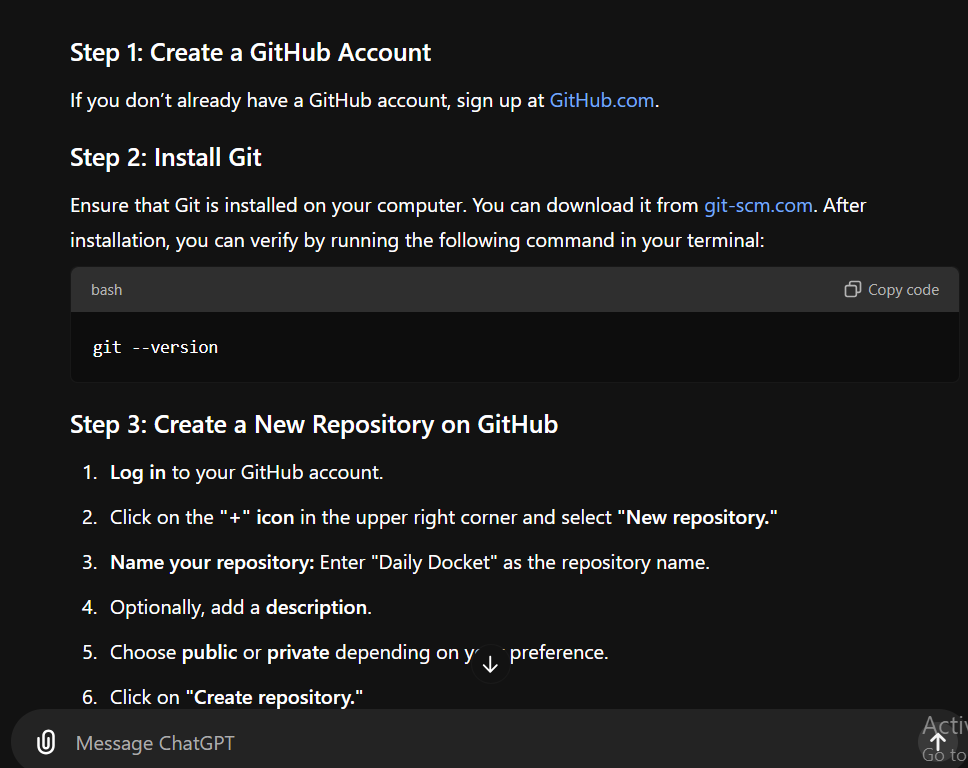 Step 1: Create a GitHub Account
If you don’t already have a GitHub account, sign up at GitHub.com.
Step 2: Install Git
Ensure that Git is installed on your computer. You can download it from git-scm.com. After
installation, you can verify by running the following command in your terminal:
bash
Copy code
git --version
Step 3: Create a New Repository on GitHub
1. Log in to your GitHub account.
2. Click on the "+" icon in the upper right corner and select "New repository."
3. Name your repository: Enter "Daily Docket" as the repository name.
4. Optionally, add a description.
5. Choose public or private depending on preference.
6. Click on "Create repository."
Message ChatGPT
Go to